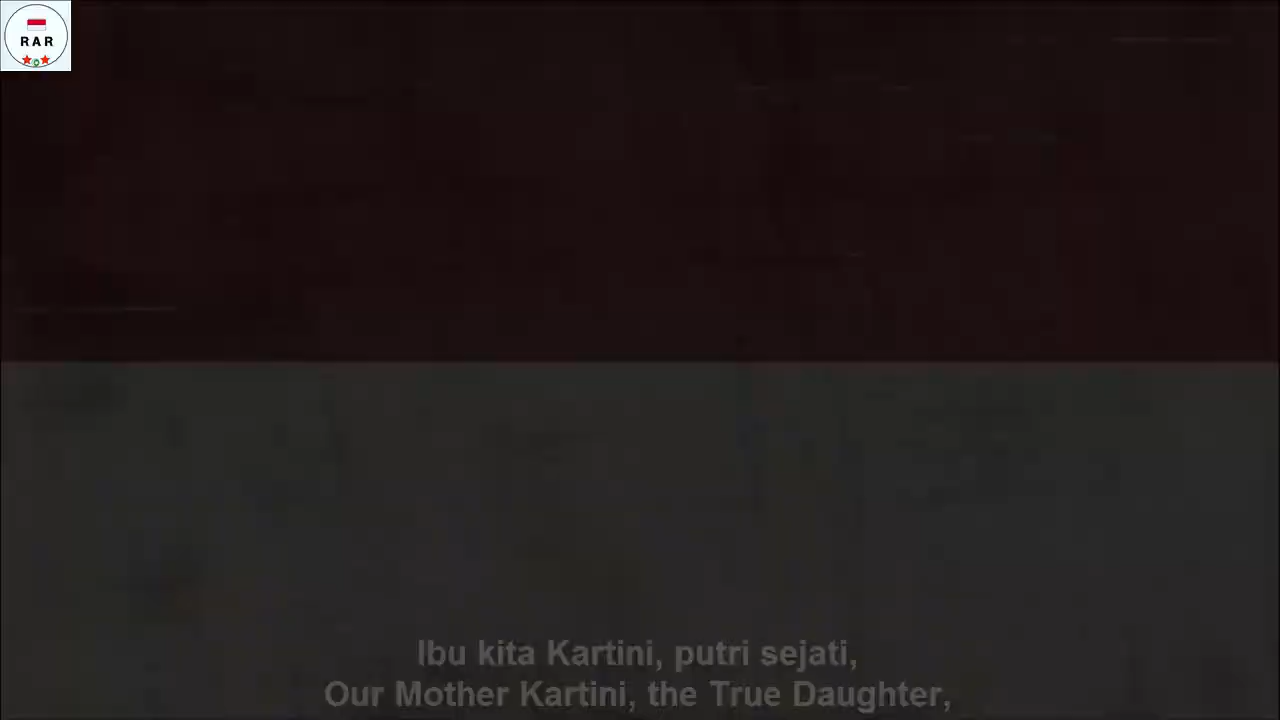 RAR
Ibu kita Kartini, putri sejati,
Our Mother Kartini, the True Daughter,